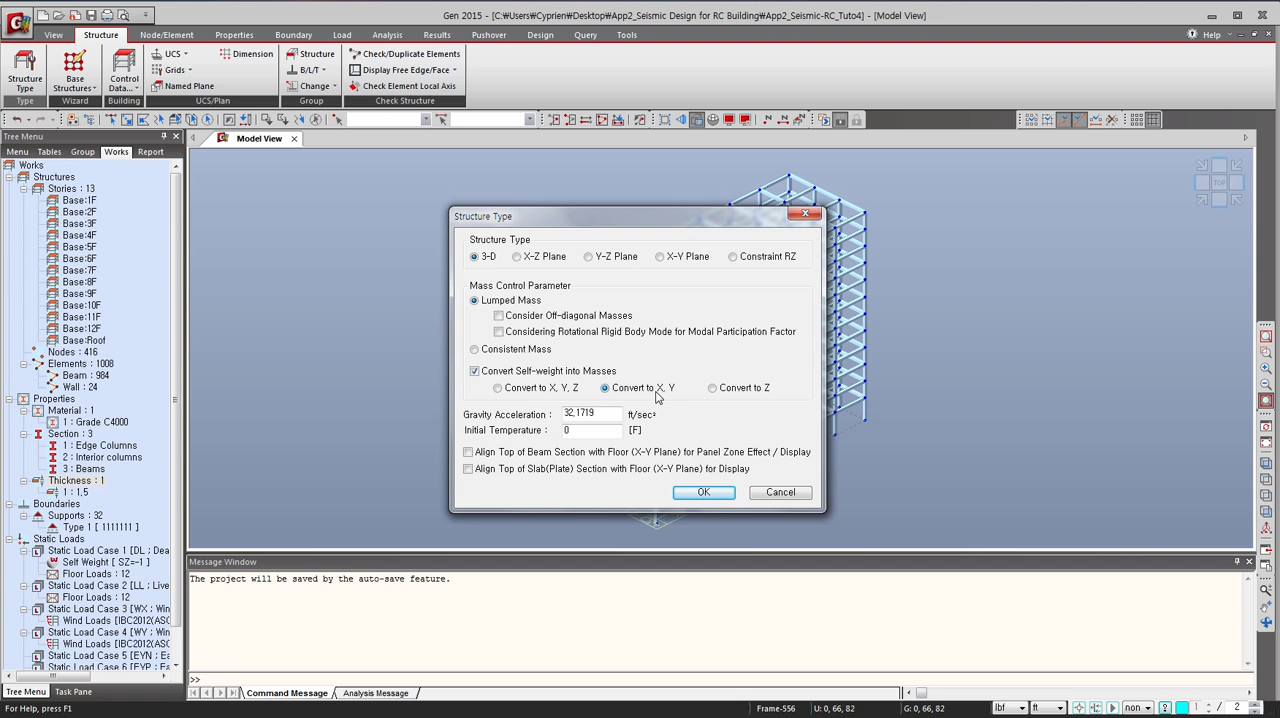 Gen 2015 - [C:\Users\Cyprien\Desktop\App2_Seismic Design for RC Building\App2_Seismic-RC_Tuto4] - [Model View]
View Structure Node/Element Properties Boundary Load Analysis Results Pushover Design Query Tools Help
Structure Type
Base Structures
Control Data...
UCS
Grids
Named Plane
Dimension
Structure
B/L/T
Change
Check/Duplicate Elements
Display Free Edge/Face
Check Element Local Axis
Type Wizard Building UCS/Plan Group Check Structure
Tree Menu
Model View
Menu Tables Group Works Report
Works
Structures
Stories : 13
Base:1F
Base:2F
Base:3F
Base:4F
Base:5F
Base:6F
Base:7F
Base:8F
Base:9F
Base:10F
Base:11F
Base:12F
Base:Roof
Nodes : 416
Elements : 1008
Beam : 984
Wall : 24
Properties
Material : 1
1 : Grade C4000
Section : 3
1 : Edge Columns
2 : Interior columns
3 : Beams
Thickness : 1
1 : 1,5
Boundaries
Supports : 32
Type 1 [ 1111111 ]
Static Loads
Static Load Case 1 [DL ; Dea
Self Weight [ SZ=-1 ]
Floor Loads : 12
Static Load Case 2 [LL ; Live
Floor Loads : 12
Static Load Case 3 [WX ; Win
Wind Loads [IBC2012(ASC
Static Load Case 4 [WY ; Win
Wind Loads [IBC2012(ASC
Static Load Case 5 [EYN ; Ea
Static Load Case 6 [EYP ; Ea
Tree Menu Task Pane
TOP
Structure Type
Structure Type
3-D X-Z Plane Y-Z Plane X-Y Plane Constraint RZ
Mass Control Parameter
Lumped Mass
Consider Off-diagonal Masses
Considering Rotational Rigid Body Mode for Modal Participation Factor
Consistent Mass
Convert Self-weight into Masses
Convert to X, Y, Z Convert to X, Y Convert to Z
Gravity Acceleration : 32,1719 ft/sec²
Initial Temperature : 0 [F]
Align Top of Beam Section with Floor (X-Y Plane) for Panel Zone Effect / Display
Align Top of Slab(Plate) Section with Floor (X-Y Plane) for Display
OK Cancel
Message Window
The project will be saved by the auto-save feature.
>>
Command Message Analysis Message
For Help, press F1 Frame-556 U: 0, 66, 82 G: 0, 66, 82 lbf ft non 1 / 2